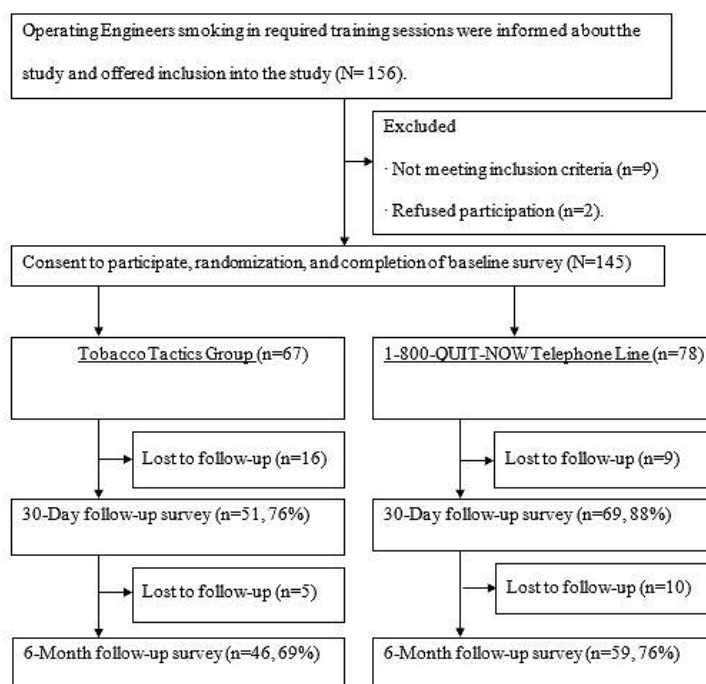 Operating Engineers smoking in required training sessions were informed about the
study and offered inclusion into the study (N= 156).
Excluded
· Not meeting inclusion criteria (n=9)
· Refused participation (n=2).
Consent to participate, randomization, and completion of baseline survey (N=145)
Tobacco Tactics Group (n=67)
1-800-QUIT-NOW Telephone Line (n=78)
Lost to follow-up (n=16)
Lost to follow-up (n=9)
30-Day follow-up survey (n=51, 76%)
30-Day follow-up survey (n=69, 88%)
Lost to follow-up (n=5)
Lost to follow-up (n=10)
6-Month follow-up survey (n=46, 69%)
6-Month follow-up survey (n=59, 76%)